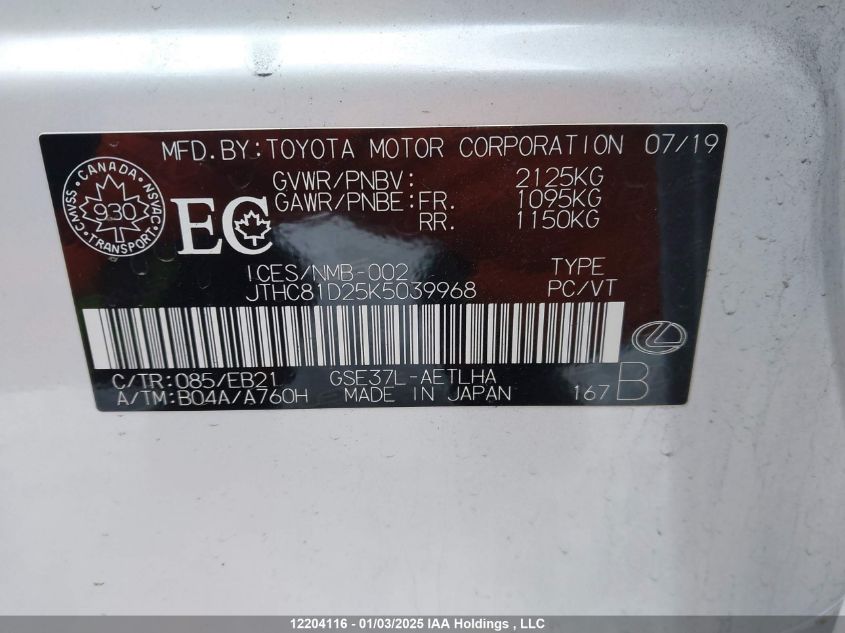 MFD.BY:TOYOTA MOTOR CORPORATION 07/19
GVWR/PNBV: 2125KG
GAWR/PNBE:FR. 1095KG
RR. 1150KG
CANADA
CMVSS NSVAC
930
TRANSPORT
EC
ICES/NMB-002 TYPE
JTHC81D25K5039968 PC/VT
C/TR:085/EB21 GSE37L-AETLHA
A/TM:B04A/A760H MADE IN JAPAN 167 B
12204116 - 01/03/2025 IAA Holdings , LLC